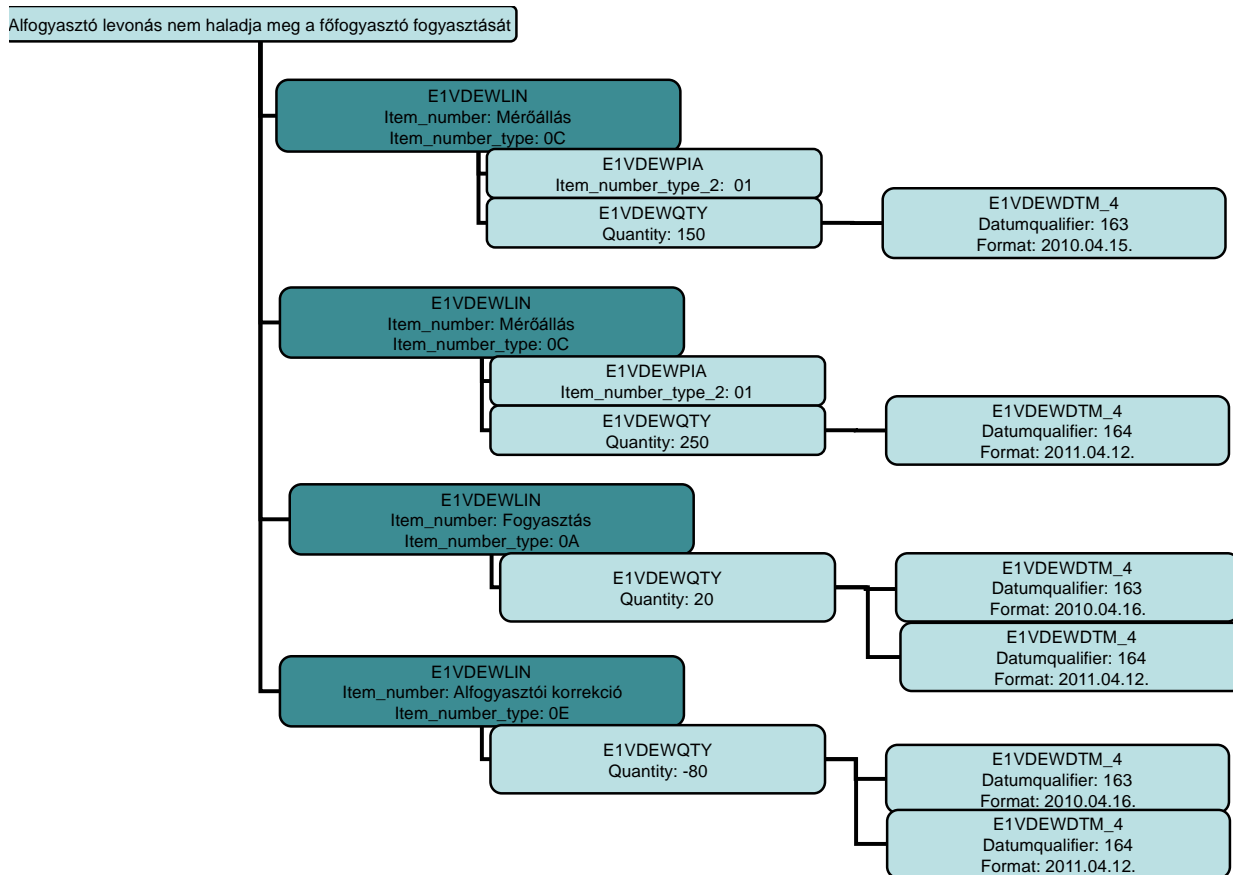 Alfogyasztó levonás nem haladja meg a főfogyasztó fogyasztását
E1VDEWLIN
Item_number: Mérőállás
Item_number_type: 0C
E1VDEWPIA
Item_number_type_2:  01
E1VDEWQTY
Quantity: 150
E1VDEWDTM_4
Datumqualifier: 163
Format: 2010.04.15.
E1VDEWLIN
Item_number: Mérőállás
Item_number_type: 0C
E1VDEWPIA
Item_number_type_2: 01
E1VDEWQTY
Quantity: 250
E1VDEWDTM_4
Datumqualifier: 164
Format: 2011.04.12.
E1VDEWLIN
Item_number: Fogyasztás
Item_number_type: 0A
E1VDEWQTY
Quantity: 20
E1VDEWDTM_4
Datumqualifier: 163
Format: 2010.04.16.
E1VDEWDTM_4
Datumqualifier: 164
Format: 2011.04.12.
E1VDEWLIN
Item_number: Alfogyasztói korrekció
Item_number_type: 0E
E1VDEWQTY
Quantity: -80
E1VDEWDTM_4
Datumqualifier: 163
Format: 2010.04.16.
E1VDEWDTM_4
Datumqualifier: 164
Format: 2011.04.12.